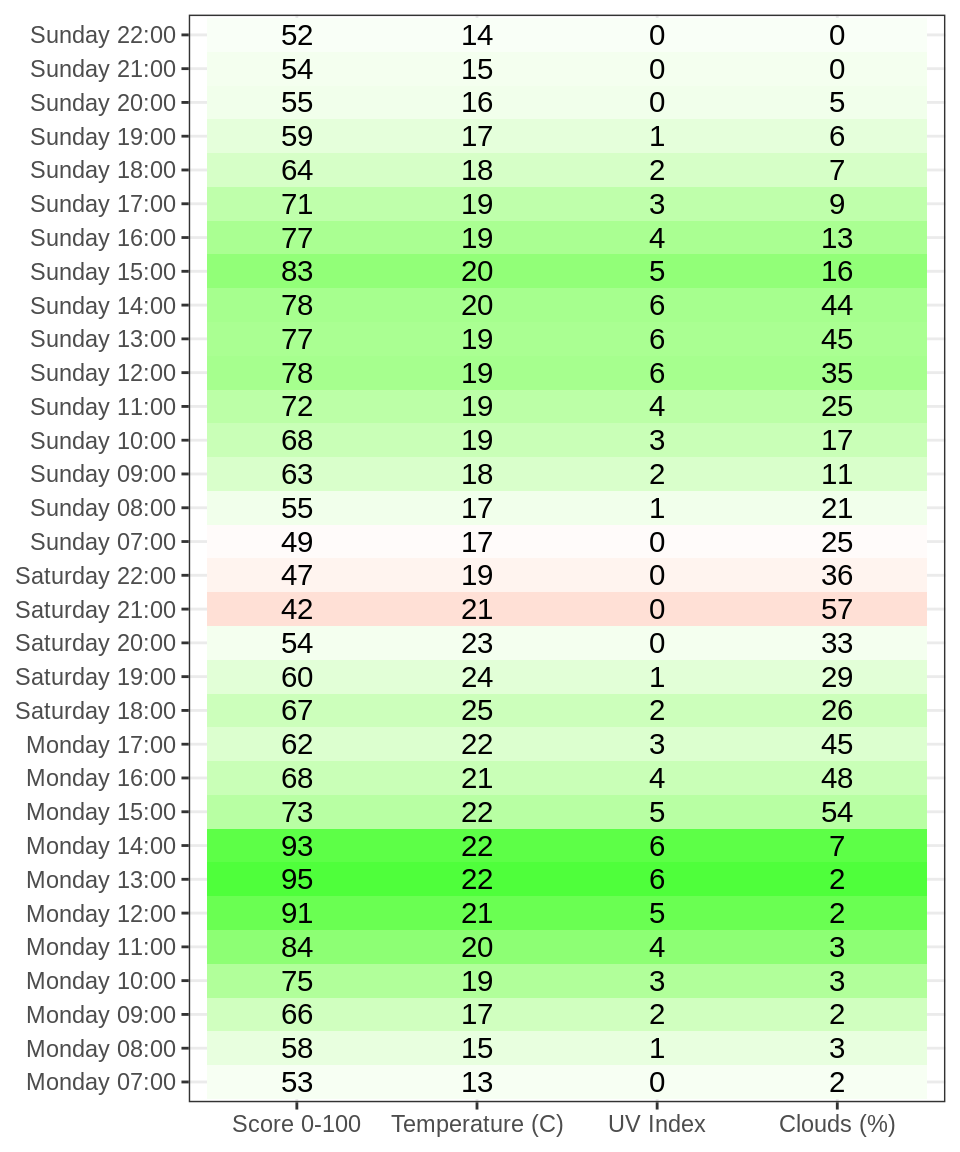 Sunday 22:00 52 14 0 0
Sunday 21:00 54 15 0 0
Sunday 20:00 55 16 0 5
Sunday 19:00 59 17 1 6
Sunday 18:00 64 18 2 7
Sunday 17:00 71 19 3 9
Sunday 16:00 77 19 4 13
Sunday 15:00 83 20 5 16
Sunday 14:00 78 20 6 44
Sunday 13:00 77 19 6 45
Sunday 12:00 78 19 6 35
Sunday 11:00 72 19 4 25
Sunday 10:00 68 19 3 17
Sunday 09:00 63 18 2 11
Sunday 08:00 55 17 1 21
Sunday 07:00 49 17 0 25
Saturday 22:00 47 19 0 36
Saturday 21:00 42 21 0 57
Saturday 20:00 54 23 0 33
Saturday 19:00 60 24 1 29
Saturday 18:00 67 25 2 26
Monday 17:00 62 22 3 45
Monday 16:00 68 21 4 48
Monday 15:00 73 22 5 54
Monday 14:00 93 22 6 7
Monday 13:00 95 22 6 2
Monday 12:00 91 21 5 2
Monday 11:00 84 20 4 3
Monday 10:00 75 19 3 3
Monday 09:00 66 17 2 2
Monday 08:00 58 15 1 3
Monday 07:00 53 13 0 2
Score 0-100 Temperature (C) UV Index Clouds (%)